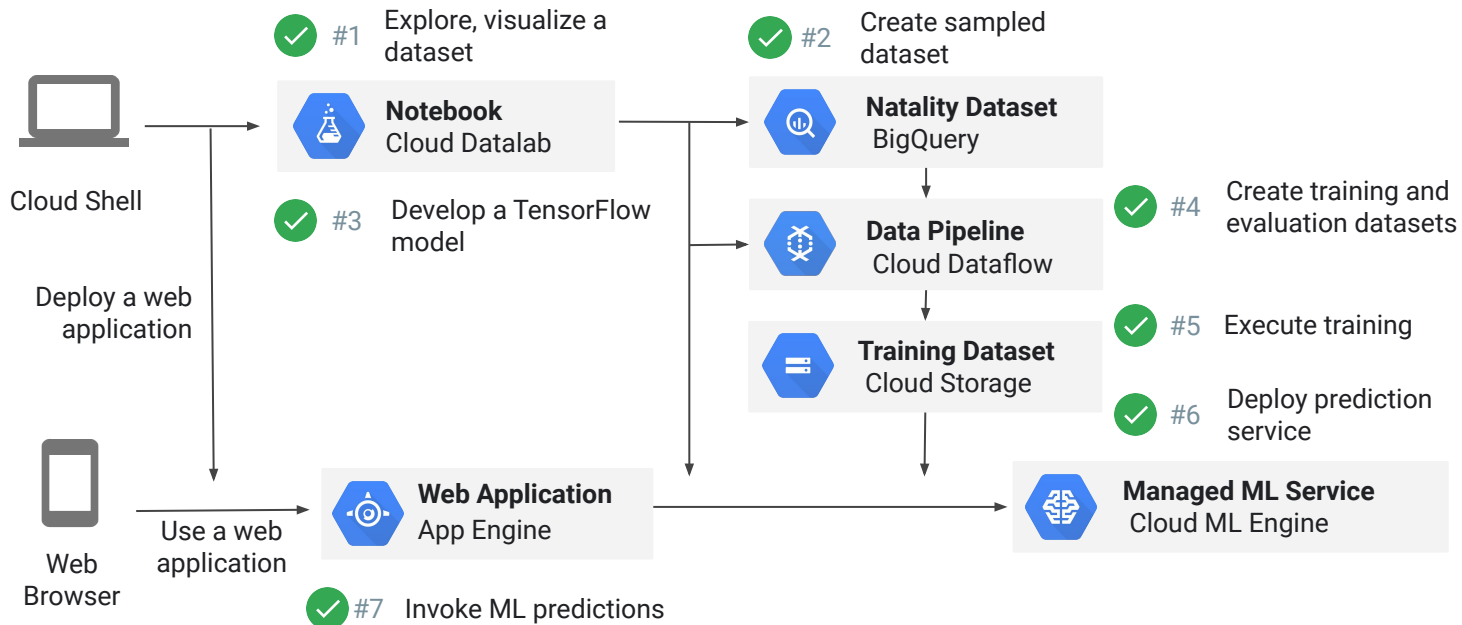 #1 Explore, visualize a
dataset
#2 Create sampled
dataset
Notebook
Cloud Datalab
Natality Dataset
BigQuery
Cloud Shell
#3 Develop a TensorFlow
model
#4 Create training and
evaluation datasets
Data Pipeline
Cloud Dataflow
Deploy a web
application
#5 Execute training
Training Dataset
Cloud Storage
#6 Deploy prediction
service
Web Application
App Engine
Managed ML Service
Cloud ML Engine
Use a web
application
Web
Browser
#7 Invoke ML predictions